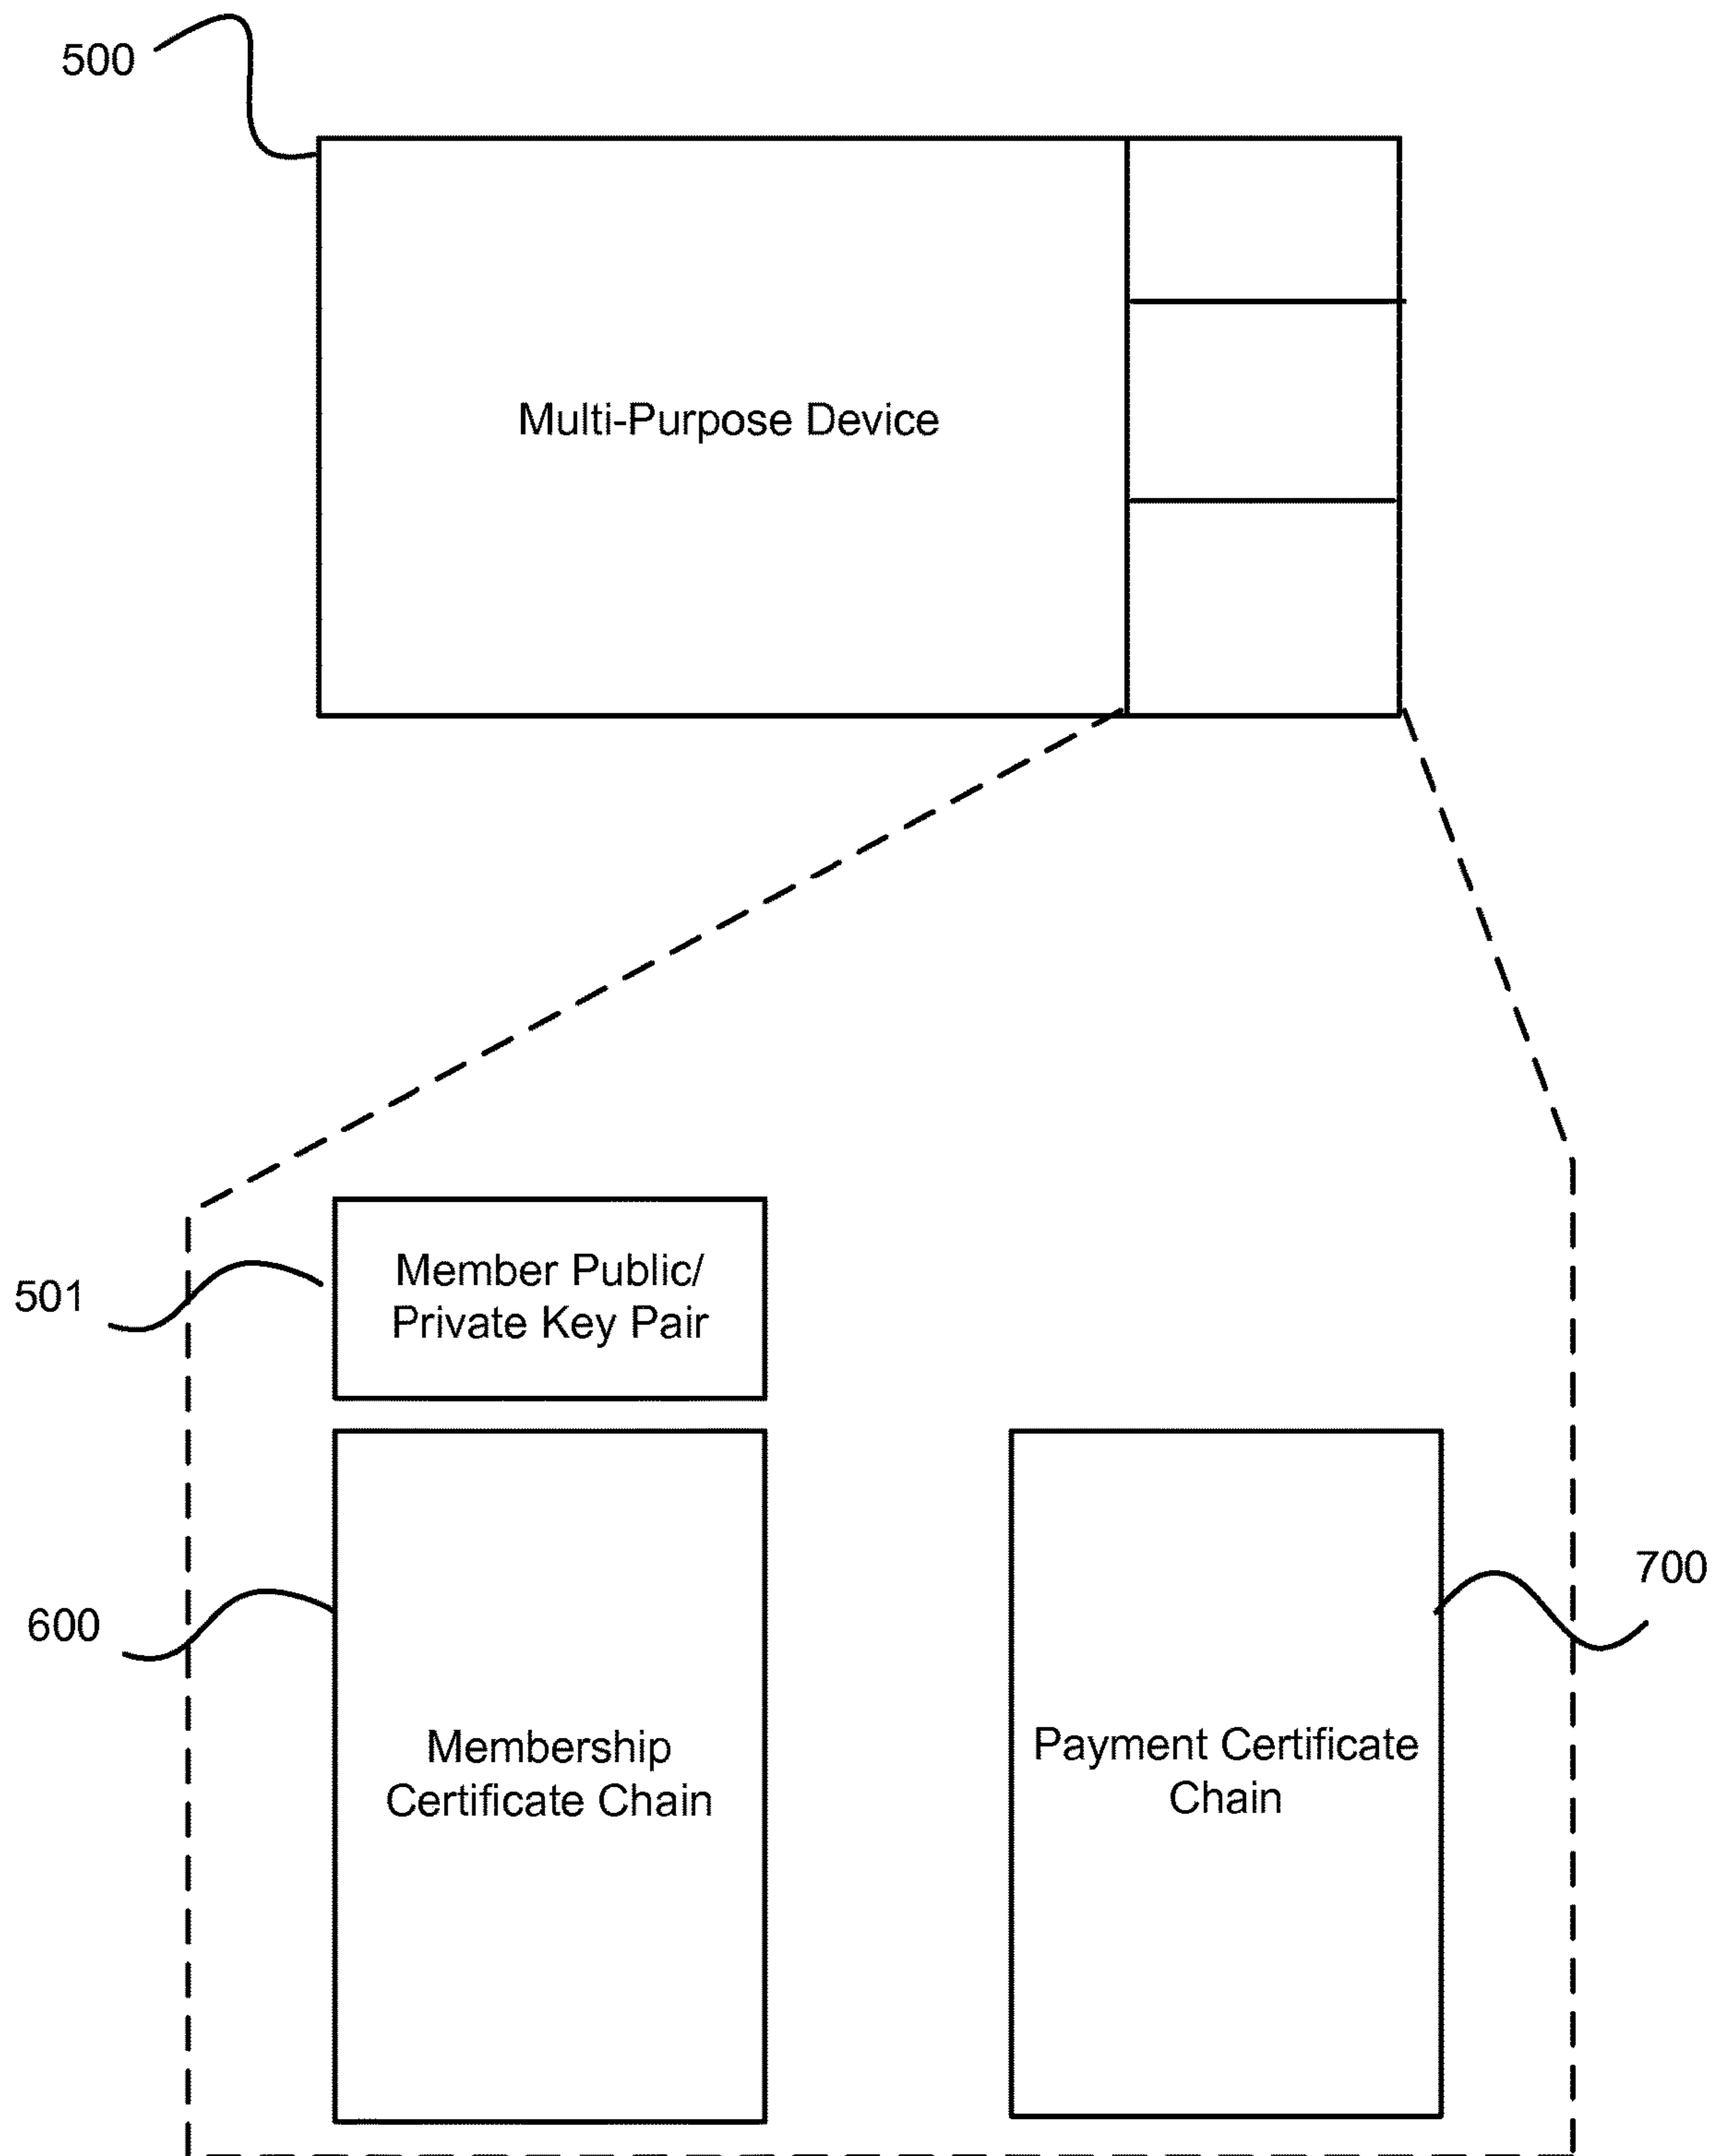 500
Multi-Purpose Device
501
Member Public/
Private Key Pair
600
Membership
Certificate Chain
700
Payment Certificate
Chain